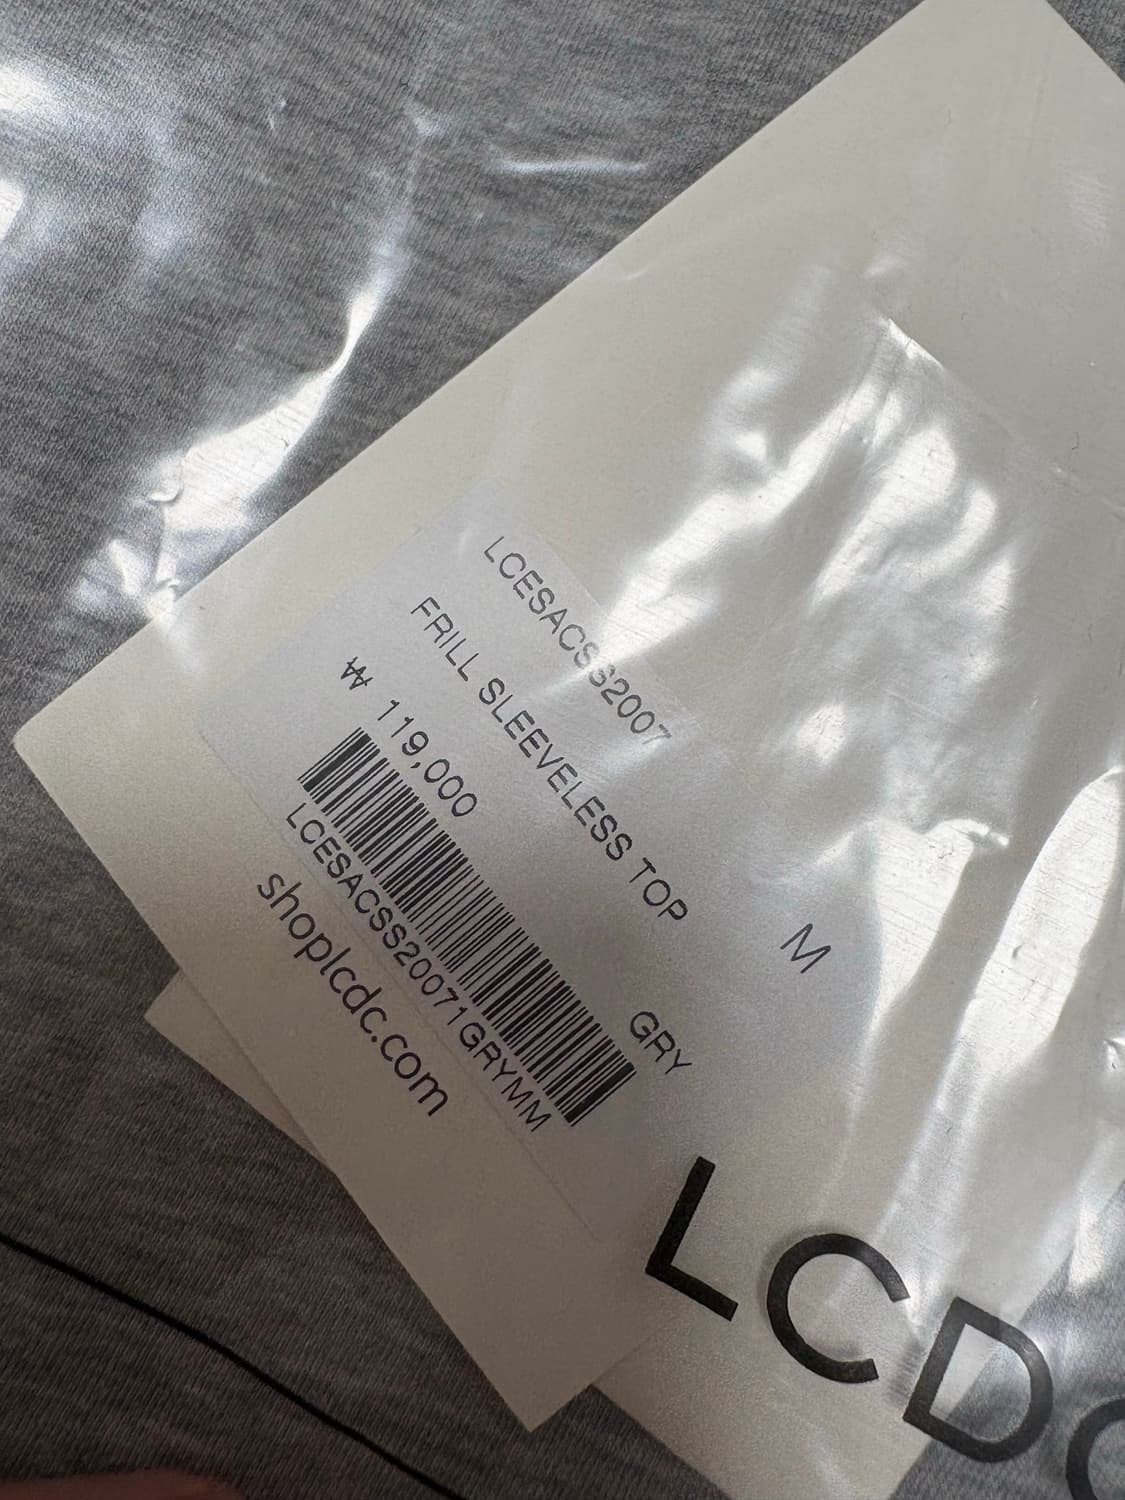 LCESACSS2007
FRILL SLEEVELESS TOP M
₩ 119,000 GRY
LCESACSS20071GRYMM
shoplcdc.com
LCDC